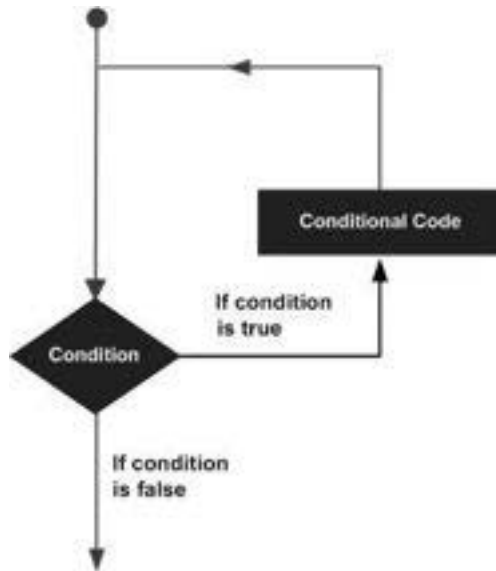 Conditional Code
If condition
is true
Condition
If condition
is false